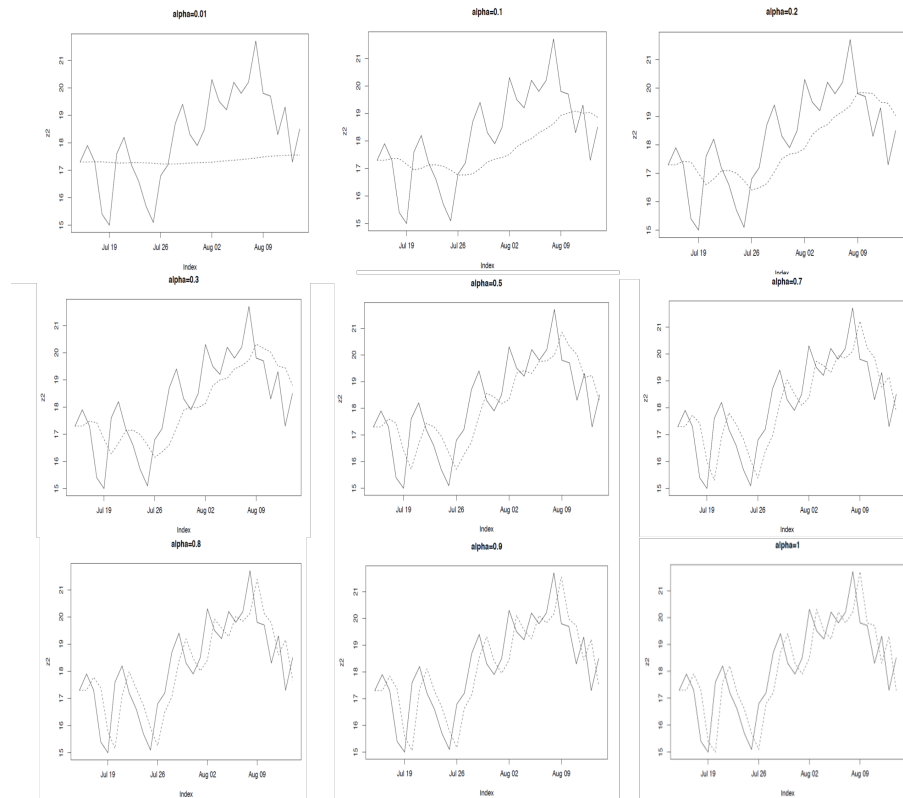 alpha=0.01
alpha=0.1
alpha=0.2
z2
21
20
19
18
17
16
15
Jul 19
Jul 26
Aug 02
Aug 09
Index
z2
21
20
19
18
17
16
15
Jul 19
Jul 26
Aug 02
Aug 09
Index
z2
21
20
19
18
17
16
15
Jul 19
Jul 26
Aug 02
Aug 09
Index
alpha=0.3
alpha=0.5
alpha=0.7
z2
21
20
19
18
17
16
15
Jul 19
Jul 26
Aug 02
Aug 09
Index
z2
21
20
19
18
17
16
15
Jul 19
Jul 26
Aug 02
Aug 09
Index
z2
21
20
19
18
17
16
15
Jul 19
Jul 26
Aug 02
Aug 09
Index
alpha=0.8
alpha=0.9
alpha=1
z2
21
20
19
18
17
16
15
Jul 19
Jul 26
Aug 02
Aug 09
Index
z2
21
20
19
18
17
16
15
Jul 19
Jul 26
Aug 02
Aug 09
Index
z2
21
20
19
18
17
16
15
Jul 19
Jul 26
Aug 02
Aug 09
Index